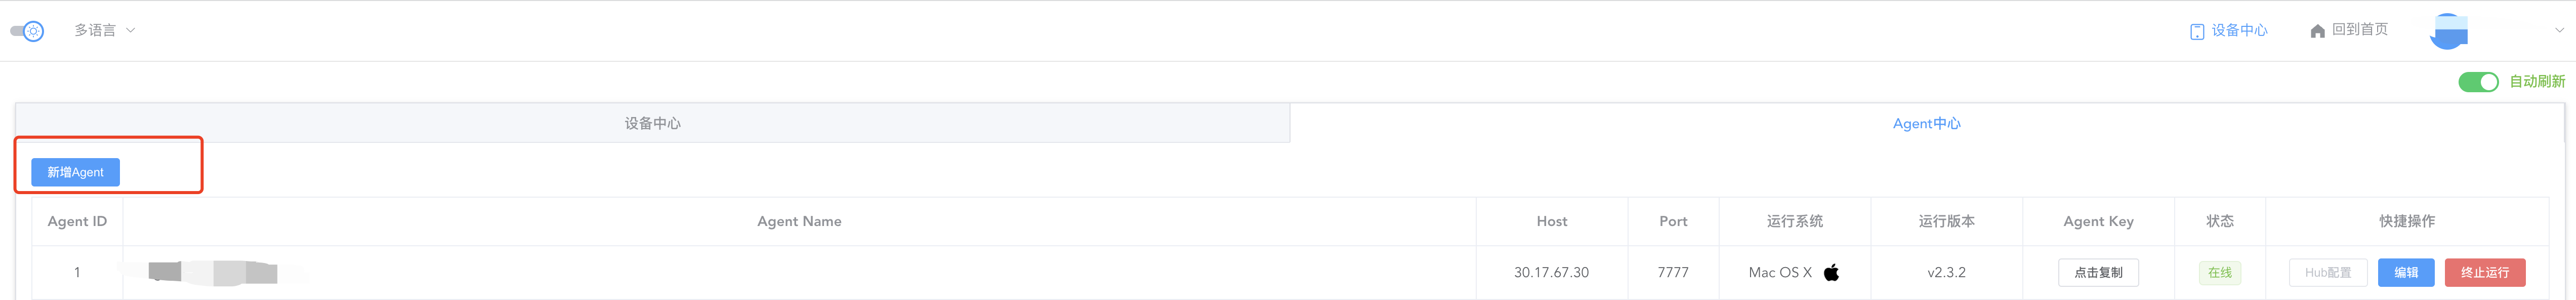 多语言 设备中心 回到首页
自动刷新
设备中心 Agent中心
新增Agent
Agent ID Agent Name Host Port 运行系统 运行版本 Agent Key 状态 快捷操作
1 30.17.67.30 7777 Mac OS X v2.3.2 点击复制 在线 Hub配置 编辑 终止运行